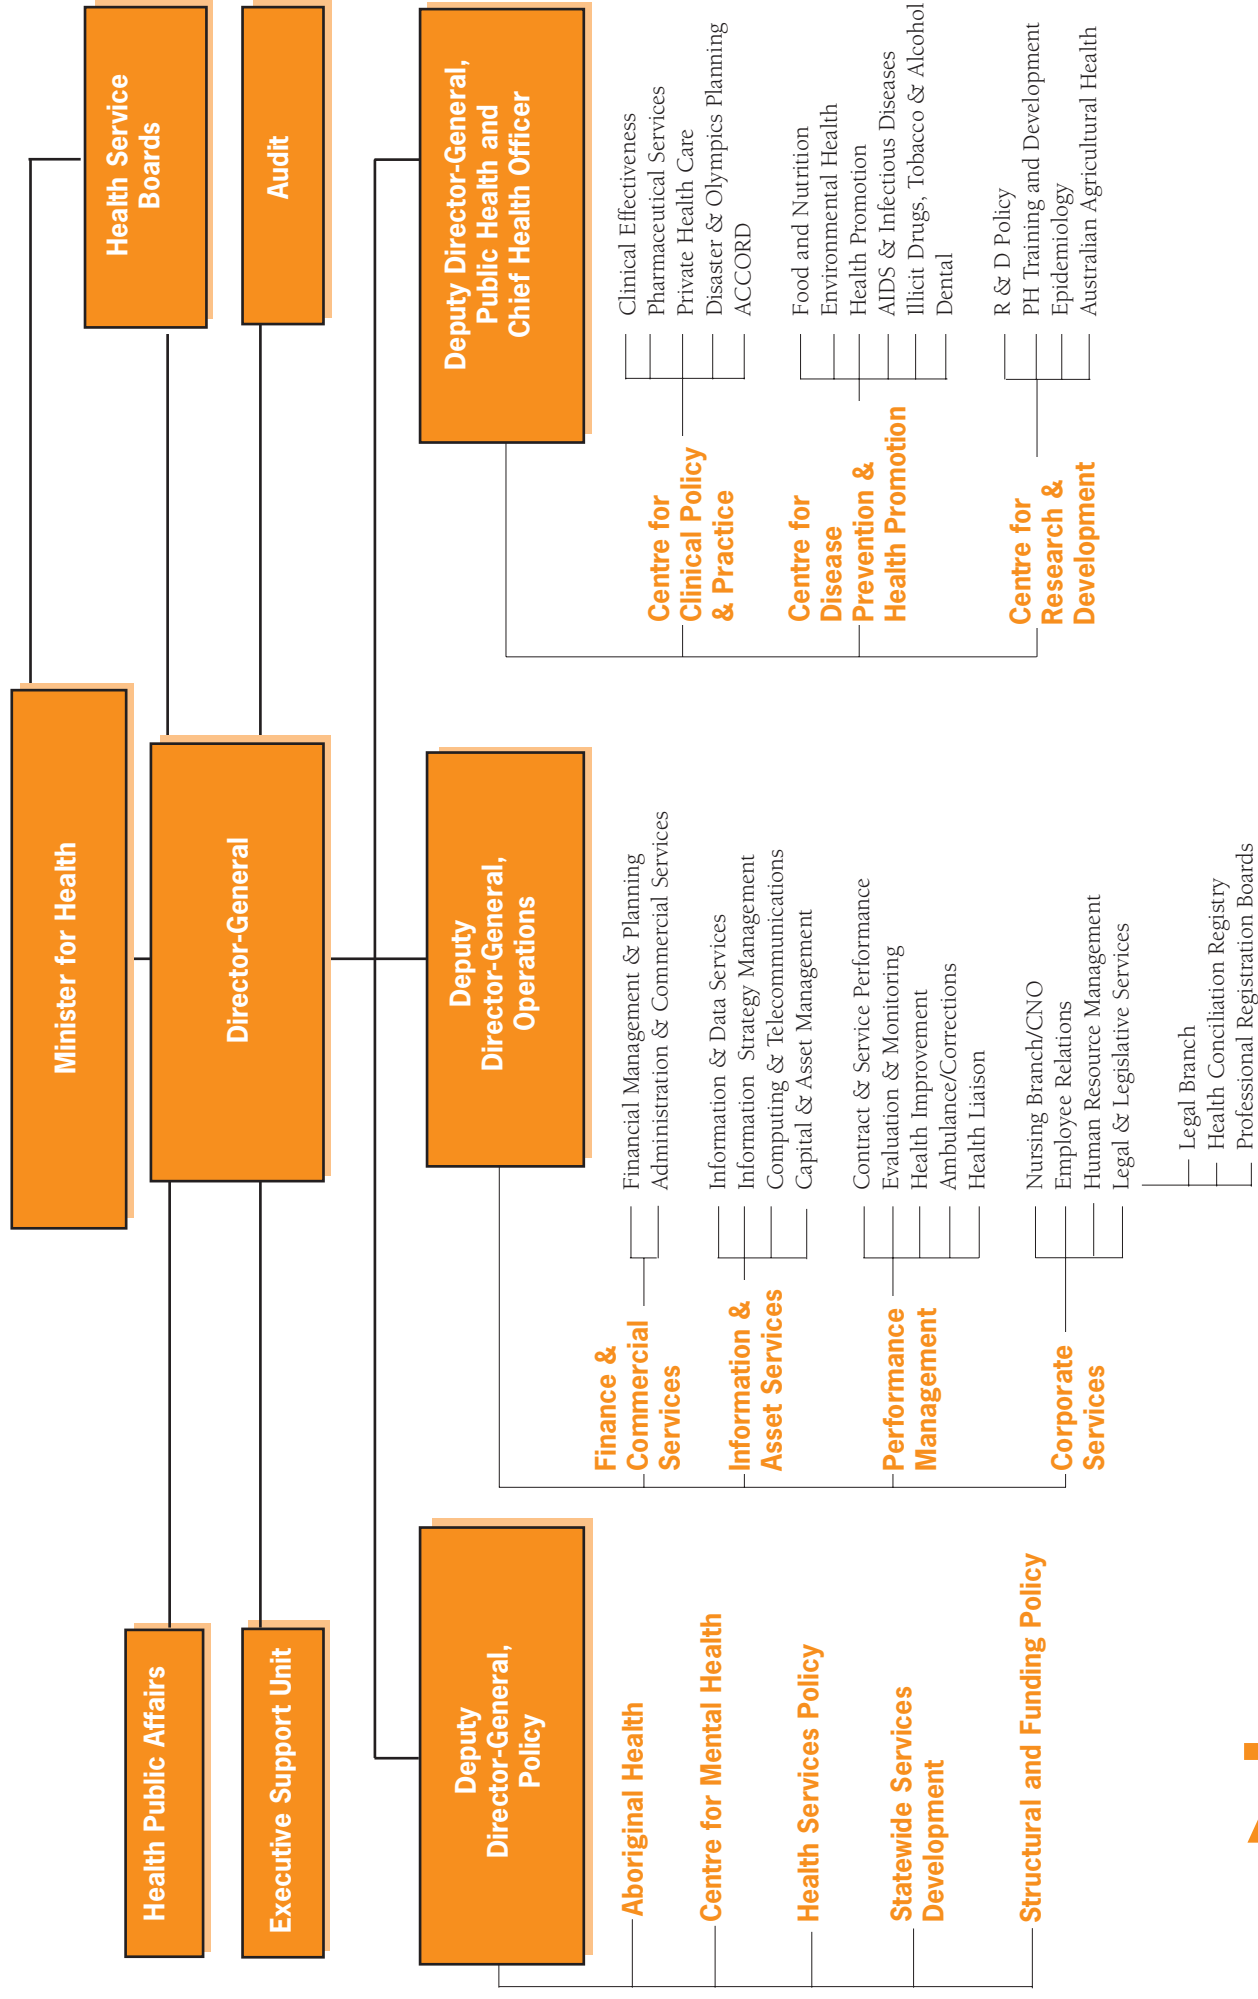 Minister for Health
Health Service
Boards
Director-General
Health Public Affairs
Executive Support Unit
Audit
Deputy
Director-General,
Policy
Aboriginal Health
Centre for Mental Health
Health Services Policy
Statewide Services
Development
Structural and Funding Policy
Deputy
Director-General,
Operations
Finance &
Commercial
Services
Financial Management & Planning
Administration & Commercial Services
Information &
Asset Services
Information & Data Services
Information Strategy Management
Computing & Telecommunications
Capital & Asset Management
Performance
Management
Contract & Service Performance
Evaluation & Monitoring
Health Improvement
Ambulance/Corrections
Health Liaison
Corporate
Services
Nursing Branch/CNO
Employee Relations
Human Resource Management
Legal & Legislative Services
Legal Branch
Health Conciliation Registry
Professional Registration Boards
Deputy Director-General,
Public Health and
Chief Health Officer
Centre for
Clinical Policy
& Practice
Clinical Effectiveness
Pharmaceutical Services
Private Health Care
Disaster & Olympics Planning
ACCORD
Centre for
Disease
Prevention &
Health Promotion
Food and Nutrition
Environmental Health
Health Promotion
AIDS & Infectious Diseases
Illicit Drugs, Tobacco & Alcohol
Dental
Centre for
Research &
Development
R & D Policy
PH Training and Development
Epidemiology
Australian Agricultural Health